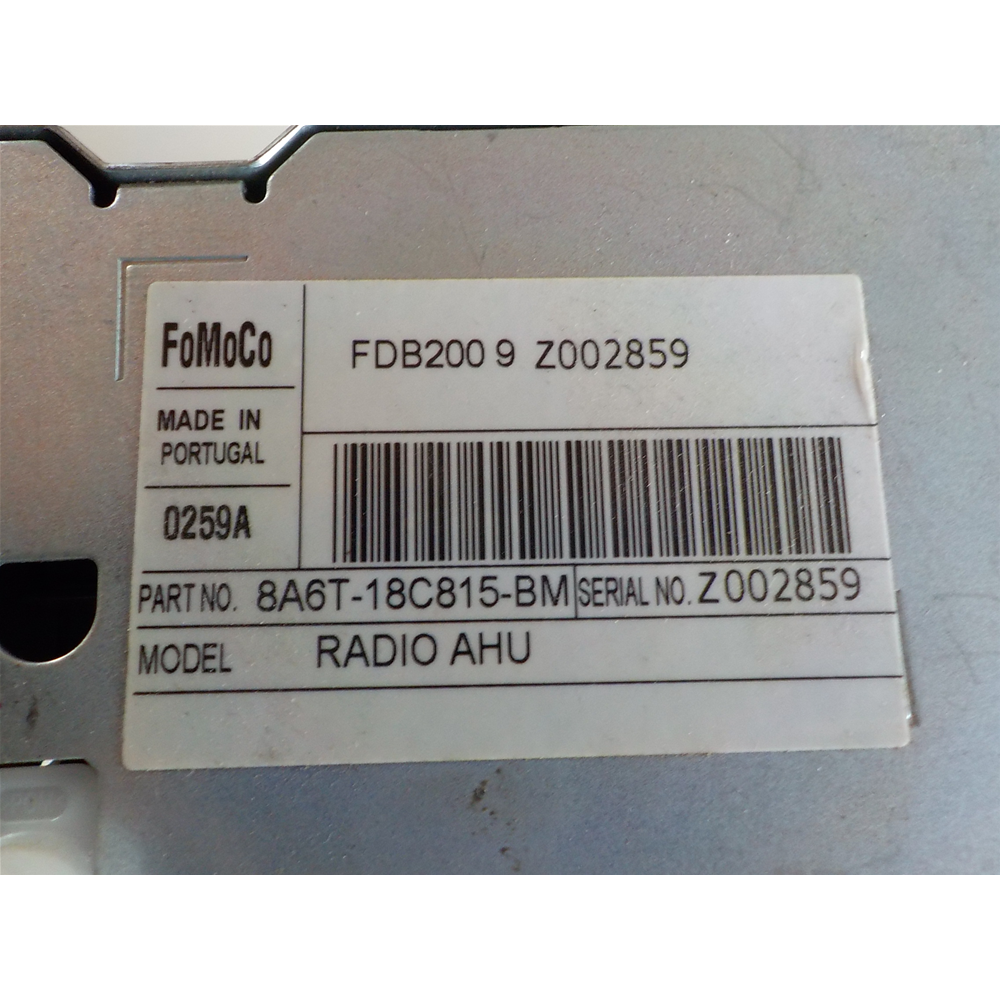 FoMoCo
FDB200 9 Z002859
MADE IN
PORTUGAL
0259A
PART NO. 8A6T-18C815-BM SERIAL NO. Z002859
MODEL RADIO AHU